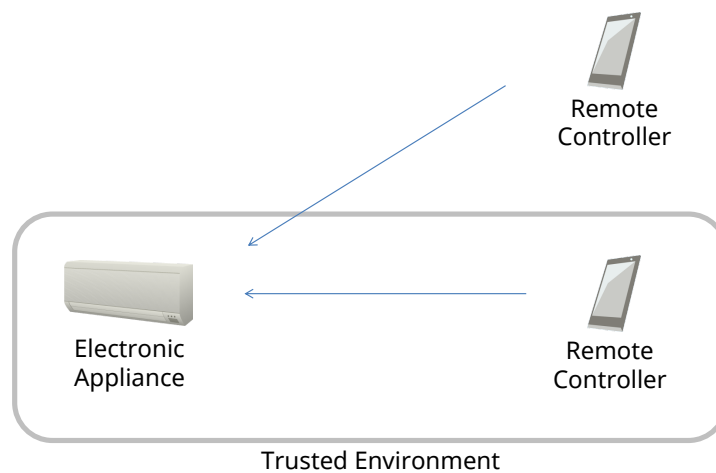 Remote
Controller
Electronic
Appliance
Remote
Controller
Trusted Environment